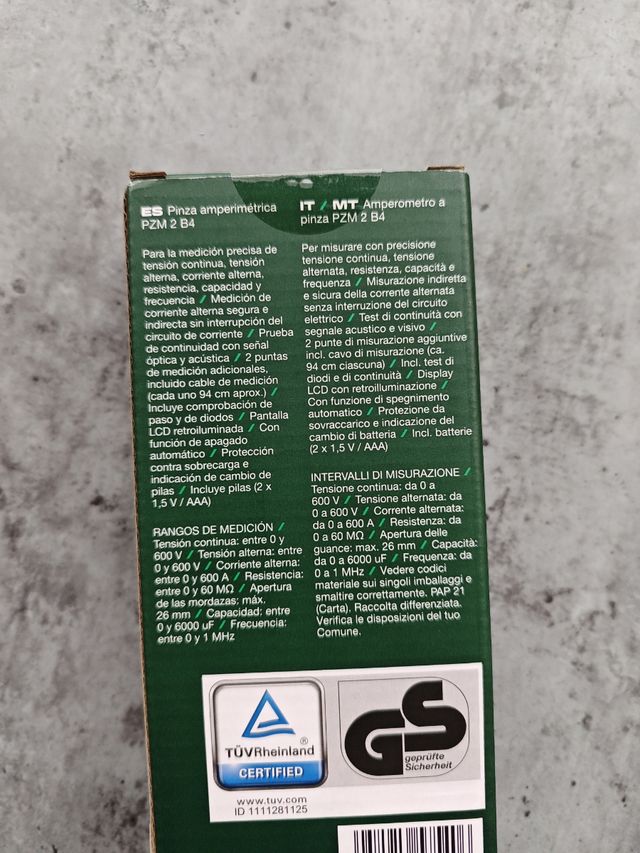 ES Pinza amperimétrica
PZM 2 B4
Para la medición precisa de
tensión continua, tensión
alterna, corriente alterna,
resistencia, capacidad y
frecuencia / Medición de
corriente alterna segura e
indirecta sin interrupción del
circuito de corriente / Prueba
de continuidad con señal
óptica y acústica / 2 puntas
de medición adicionales,
incluido cable de medición
(cada uno 94 cm aprox.) /
Incluye comprobación de
paso y de diodos / Pantalla
LCD retroiluminada / Con
función de apagado
automático / Protección
contra sobrecarga e
indicación de cambio de
pilas / Incluye pilas (2 x
1,5 V / AAA)
RANGOS DE MEDICIÓN /
Tensión continua: entre 0 y
600 V / Tensión alterna: entre
0 y 600 V / Corriente alterna:
entre 0 y 600 A / Resistencia:
entre 0 y 60 MΩ / Apertura
de las mordazas: máx.
26 mm / Capacidad: entre
0 y 6000 uF / Frecuencia:
entre 0 y 1 MHz
IT / MT Amperometro a
pinza PZM 2 B4
Per misurare con precisione
tensione continua, tensione
alternata, resistenza, capacità e
frequenza / Misurazione indiretta
e sicura della corrente alternata
senza interruzione del circuito
elettrico / Test di continuità con
segnale acustico e visivo /
2 punte di misurazione aggiuntive
incl. cavo di misurazione (ca.
94 cm ciascuna) / Incl. test di
diodi e di continuità / Display
LCD con retroilluminazione /
Con funzione di spegnimento
automatico / Protezione da
sovraccarico e indicazione del
cambio di batteria / Incl. batterie
(2 x 1,5 V / AAA)
INTERVALLI DI MISURAZIONE /
Tensione continua: da 0 a
600 V / Tensione alternata: da
0 a 600 V / Corrente alternata:
da 0 a 600 A / Resistenza: da
0 a 60 MΩ / Apertura delle
guance: max. 26 mm / Capacità:
da 0 a 6000 uF / Frequenza: da
0 a 1 MHz / Vedere codici
materiale sui singoli imballaggi e
smaltire correttamente. PAP 21
(Carta). Raccolta differenziata.
Verifica le disposizioni del tuo
Comune.
TÜVRheinland®
CERTIFIED
www.tuv.com
ID 1111281125
GS
geprüfte
Sicherheit